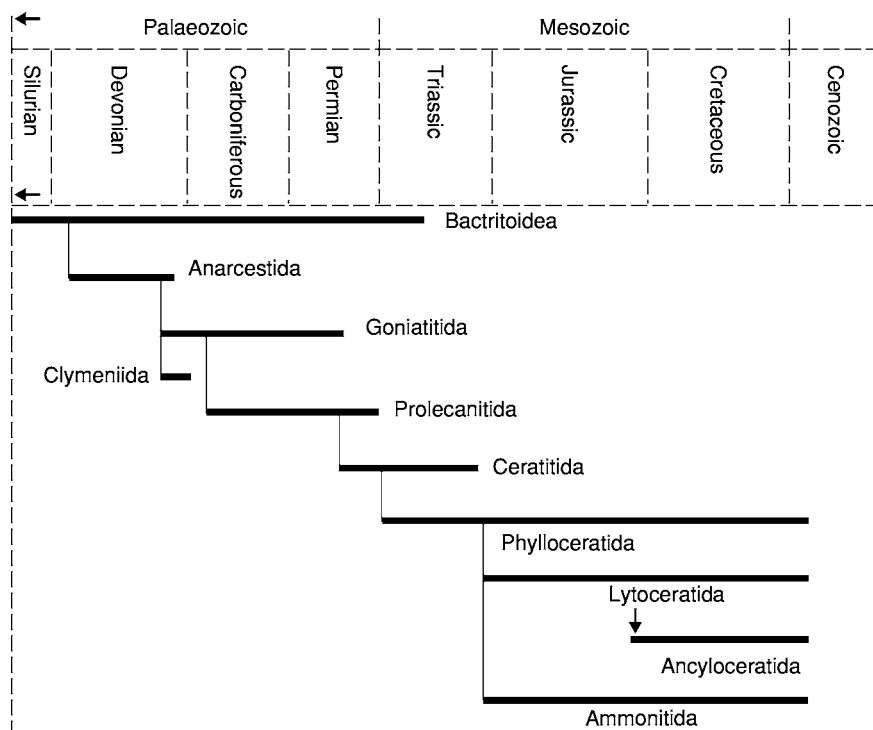 Palaeozoic
Mesozoic
Silurian
Devonian
Carboniferous
Permian
Triassic
Jurassic
Cretaceous
Cenozoic
Bactritoidea
Anarcestida
Goniatitida
Clymeniida
Prolecanitida
Ceratitida
Phylloceratida
Lytoceratida
Ancyloceratida
Ammonitida